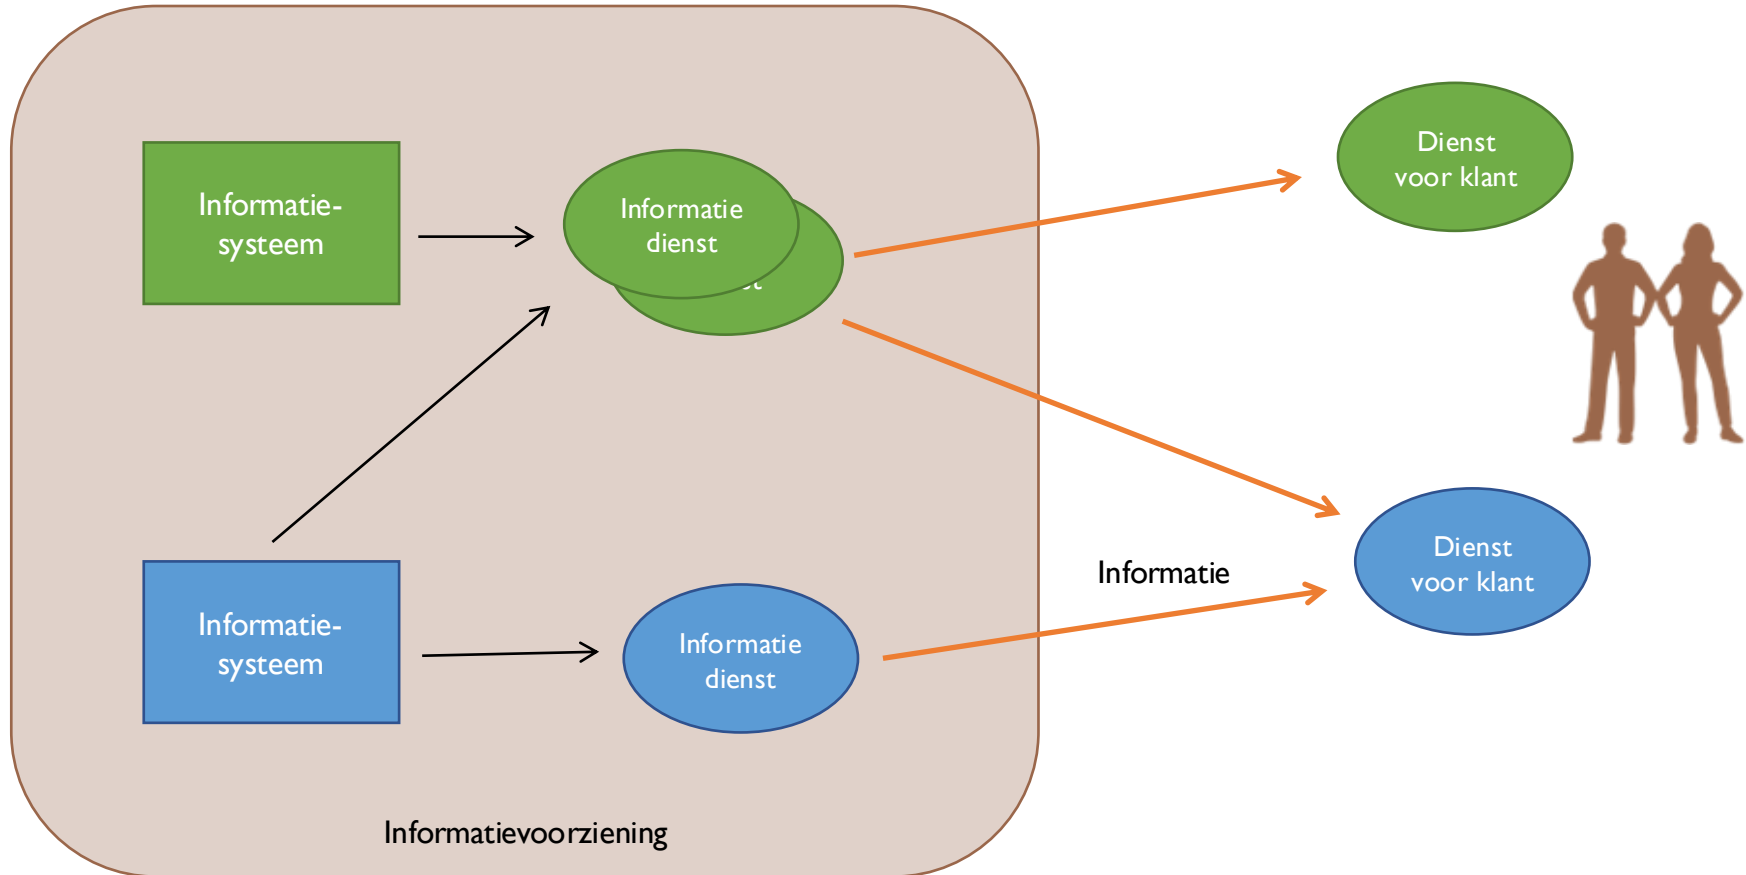 Informatie-
systeem
Informatie
dienst
Dienst
voor klant
Informatie-
systeem
Informatie
dienst
Informatie
Dienst
voor klant
Informatievoorziening